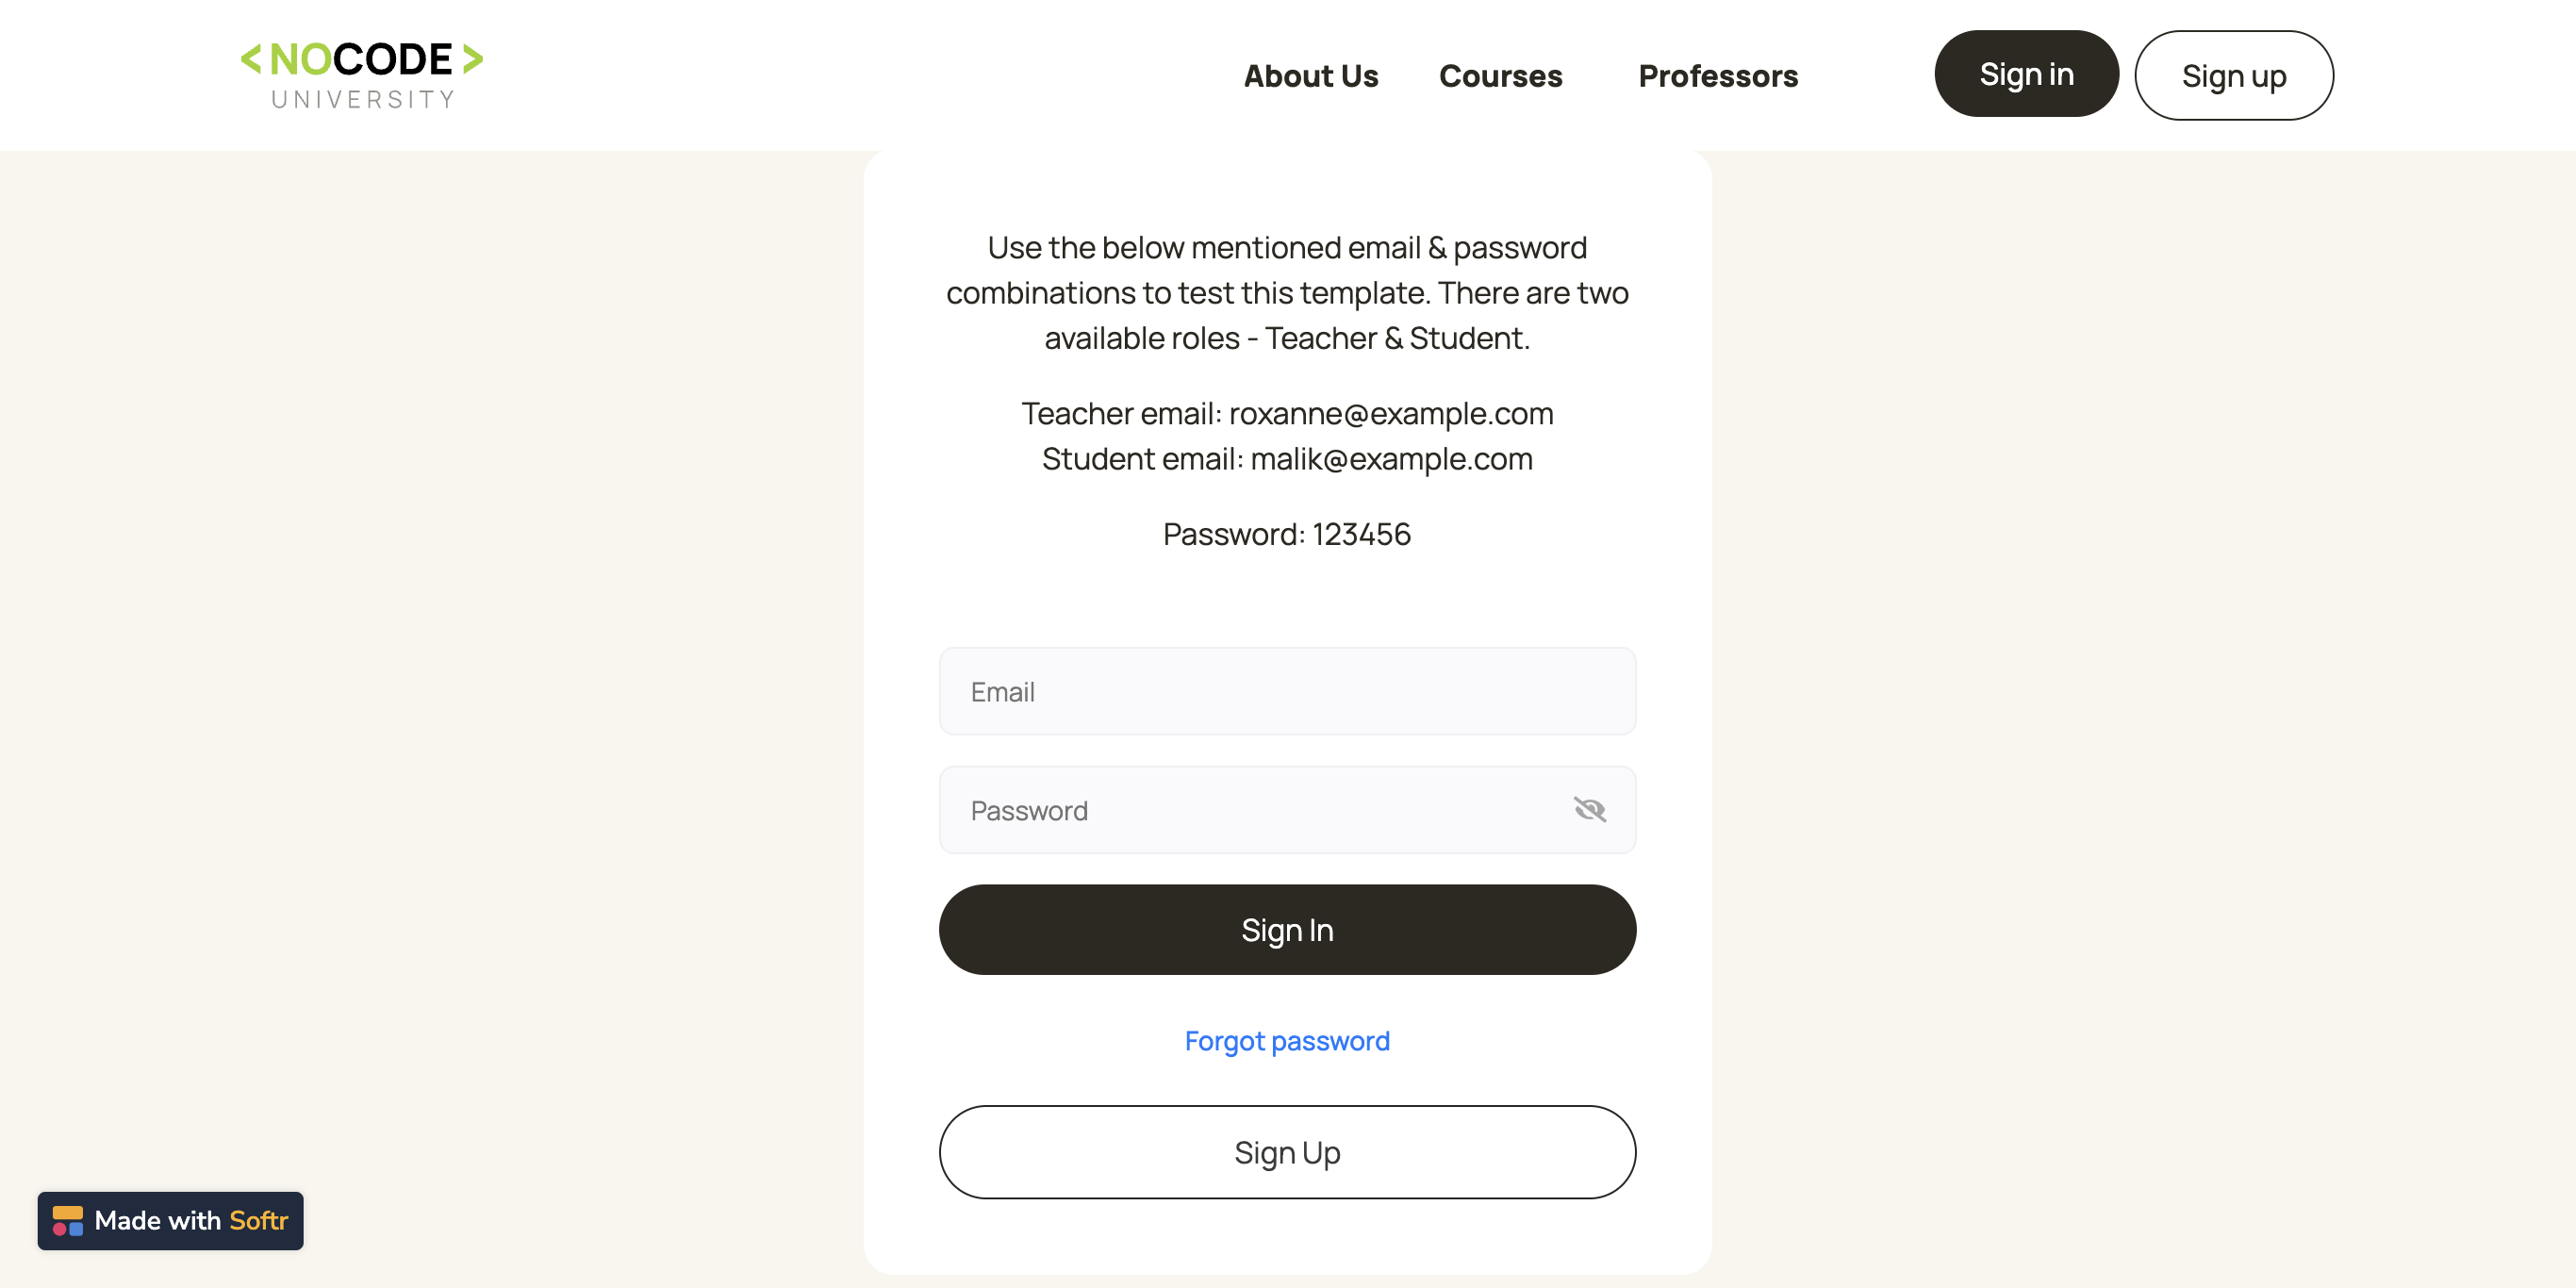 <NOCODE>
UNIVERSITY
About Us
Courses
Professors
Sign in
Sign up
Use the below mentioned email & password
combinations to test this template. There are two
available roles - Teacher & Student.
Teacher email: roxanne@example.com
Student email: malik@example.com
Password: 123456
Email
Password
Sign In
Forgot password
Sign Up
Made with Softr